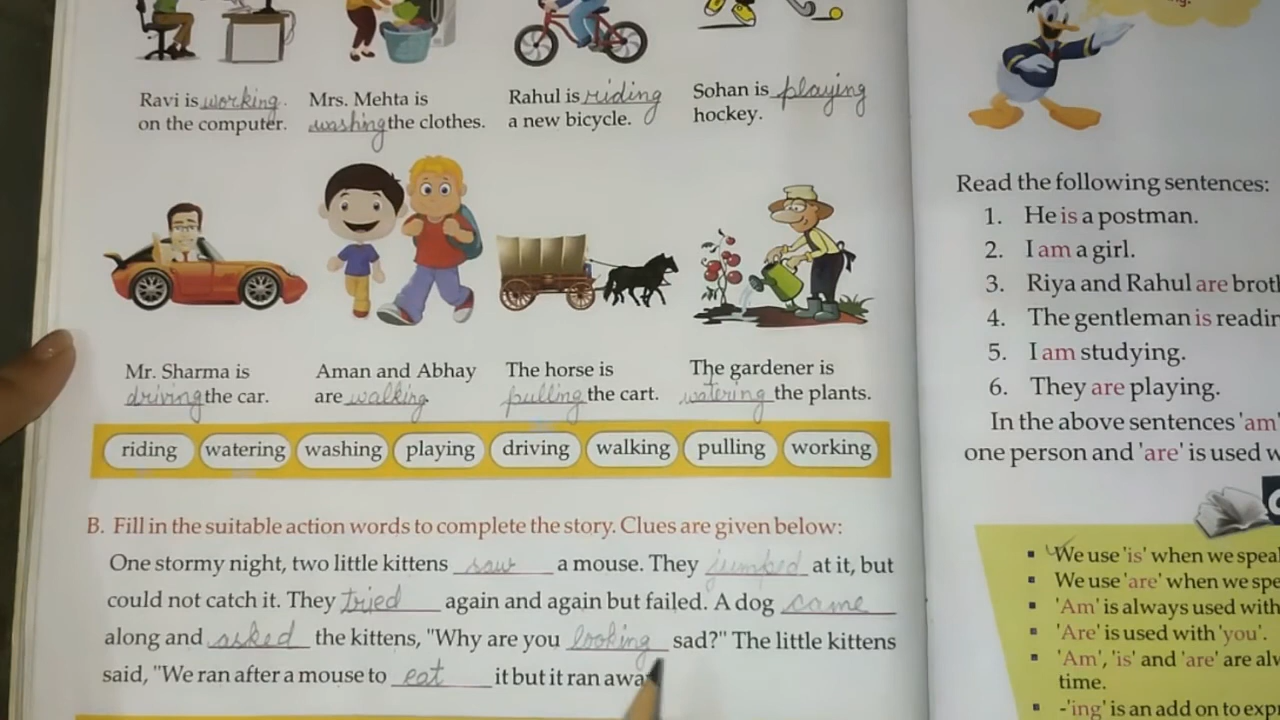 Ravi is working.
on the computer.
Mrs. Mehta is
washing the clothes.
Rahul is riding
a new bicycle.
Sohan is playing
hockey.
Mr. Sharma is
driving the car.
Aman and Abhay
are walking.
The horse is
pulling the cart.
The gardener is
watering the plants.
riding watering washing playing driving walking pulling working
B. Fill in the suitable action words to complete the story. Clues are given below:
One stormy night, two little kittens saw a mouse. They jumped at it, but
could not catch it. They tried again and again but failed. A dog came
along and asked the kittens, "Why are you looking sad?" The little kittens
said, "We ran after a mouse to eat it but it ran
Read the following sentences:
1. He is a postman.
2. I am a girl.
3. Riya and Rahul are
4. The gentleman is
5. I am studying.
6. They are playing.
In the above sentences 'am'
one person and 'are' is used
▪ We use 'is' when we
▪ We use 'are' when we
▪ 'Am' is always used with
▪ 'Are' is used with 'you'.
▪ 'Am', 'is' and 'are' are
time.
▪ -'ing' is an add on to